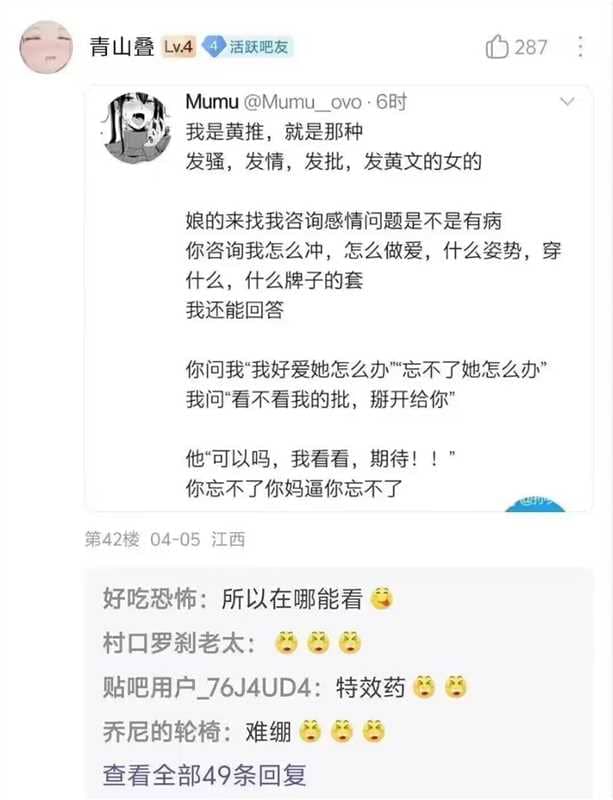 青山叠 Lv.4 4 活跃吧友 287
Mumu @Mumu__ovo · 6时
我是黄推，就是那种
发骚，发情，发批，发黄文的女的
娘的来找我咨询感情问题是不是有病
你咨询我怎么冲，怎么做爱，什么姿势，穿
什么，什么牌子的套
我还能回答
你问我“我好爱她怎么办”“忘不了她怎么办”
我问“看不看我的批，掰开给你”
他“可以吗，我看看，期待！！”
你忘不了你妈逼你忘不了
第42楼 04-05 江西
好吃恐怖：所以在哪能看
村口罗刹老太：
贴吧用户_76J4UD4：特效药
乔尼的轮椅：难绷
查看全部49条回复